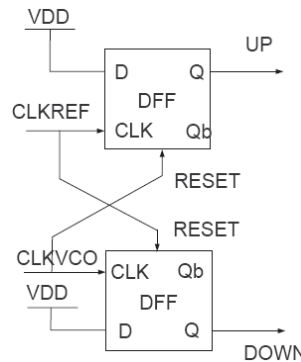 VDD
UP
D Q
DFF
CLKREF
CLK Qb
RESET
RESET
CLKVCO
CLK Qb
VDD
DFF
D Q
DOWN